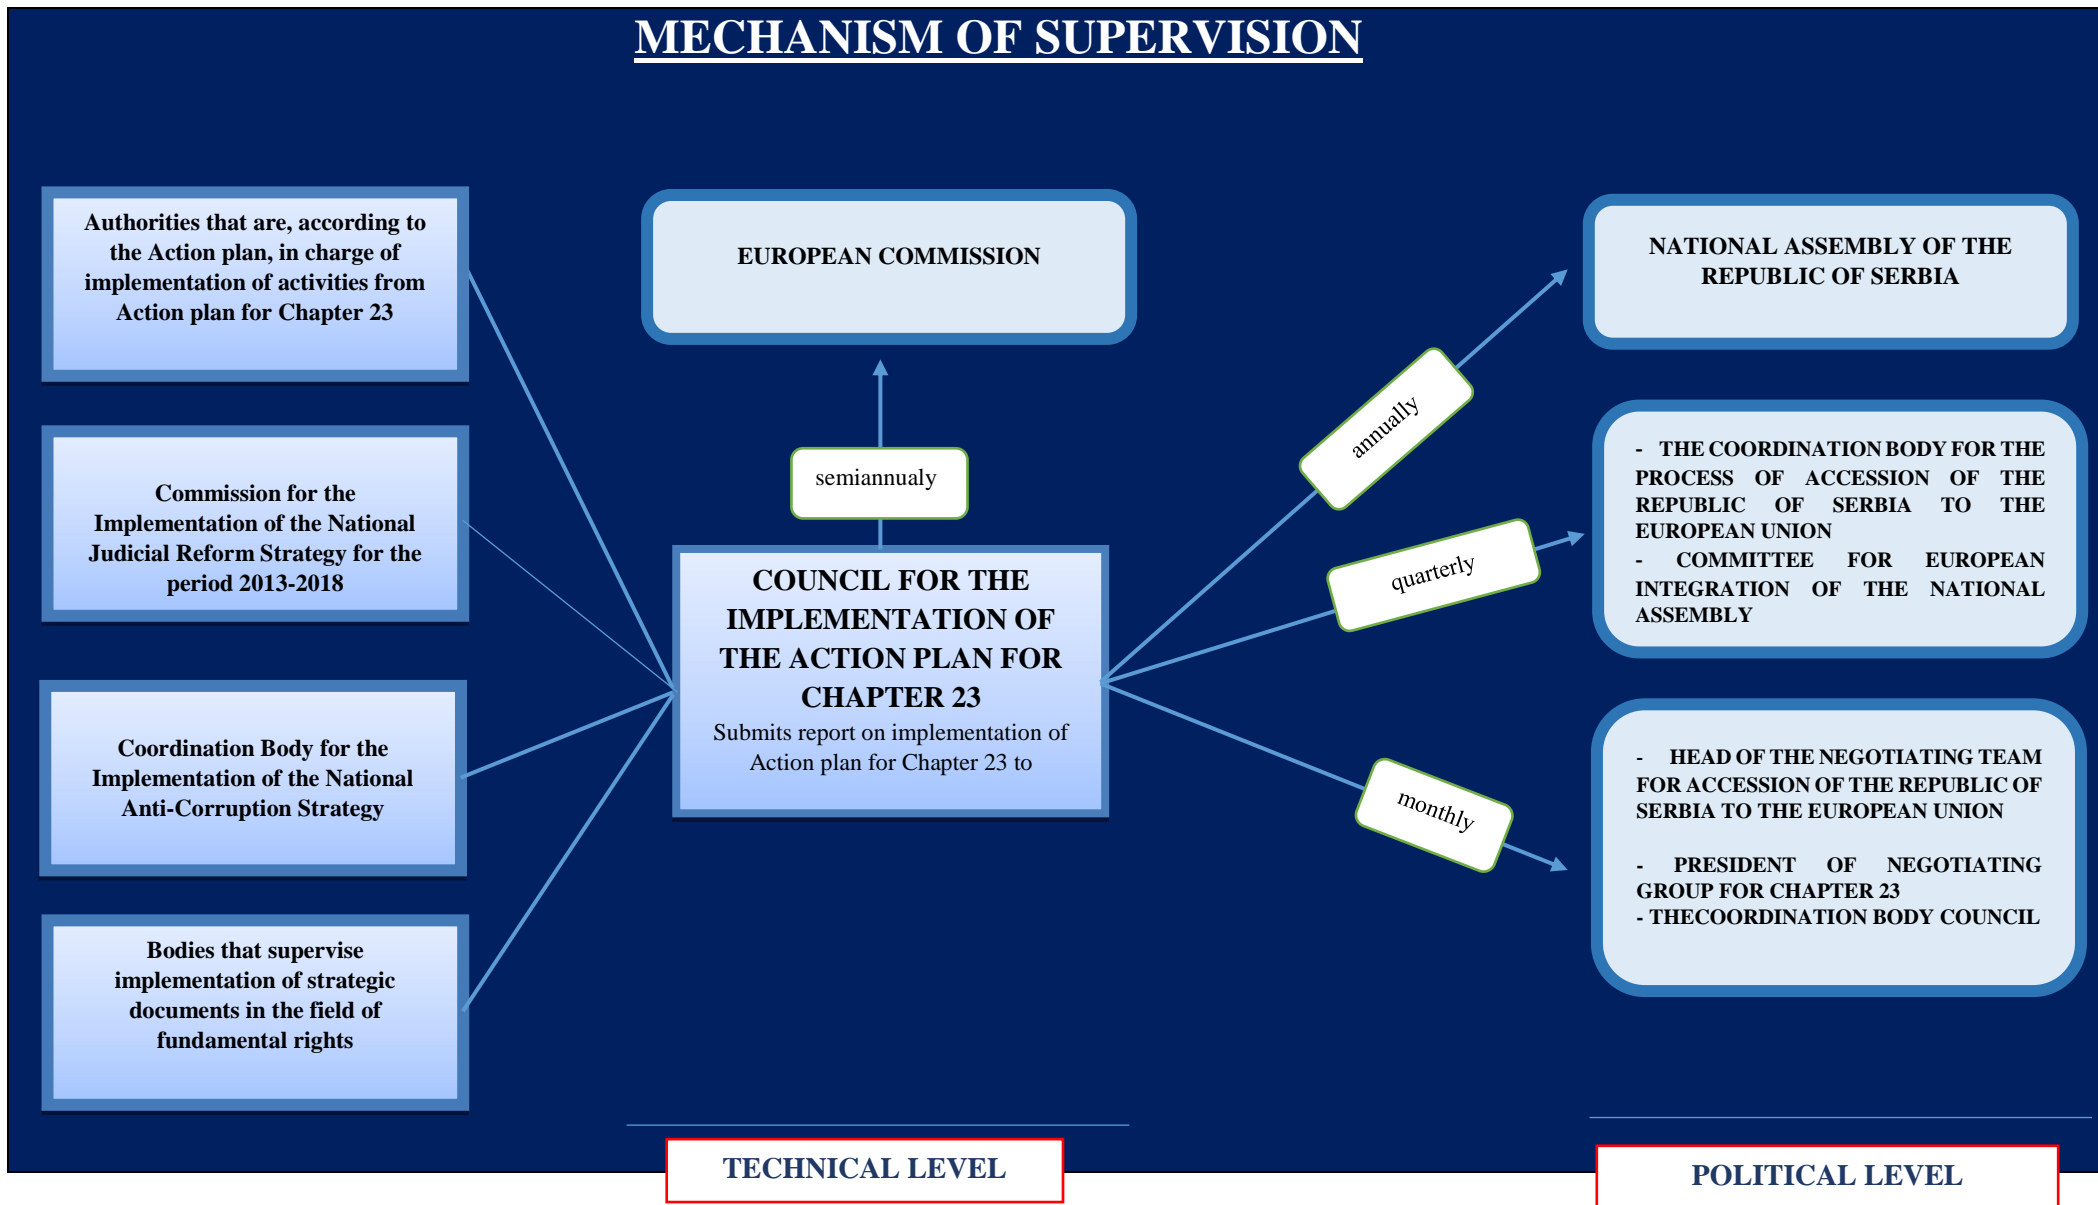 MECHANISM OF SUPERVISION
Authorities that are, according to
the Action plan, in charge of
implementation of activities from
Action plan for Chapter 23
Commission for the
Implementation of the National
Judicial Reform Strategy for the
period 2013-2018
Coordination Body for the
Implementation of the National
Anti-Corruption Strategy
Bodies that supervise
implementation of strategic
documents in the field of
fundamental rights
EUROPEAN COMMISSION
semiannualy
COUNCIL FOR THE
IMPLEMENTATION OF
THE ACTION PLAN FOR
CHAPTER 23
Submits report on implementation of
Action plan for Chapter 23 to
annually
quarterly
monthly
NATIONAL ASSEMBLY OF THE
REPUBLIC OF SERBIA
- THE COORDINATION BODY FOR THE
PROCESS OF ACCESSION OF THE
REPUBLIC OF SERBIA TO THE
EUROPEAN UNION
- COMMITTEE FOR EUROPEAN
INTEGRATION OF THE NATIONAL
ASSEMBLY
- HEAD OF THE NEGOTIATING TEAM
FOR ACCESSION OF THE REPUBLIC OF
SERBIA TO THE EUROPEAN UNION
- PRESIDENT OF NEGOTIATING
GROUP FOR CHAPTER 23
- THECOORDINATION BODY COUNCIL
TECHNICAL LEVEL
POLITICAL LEVEL